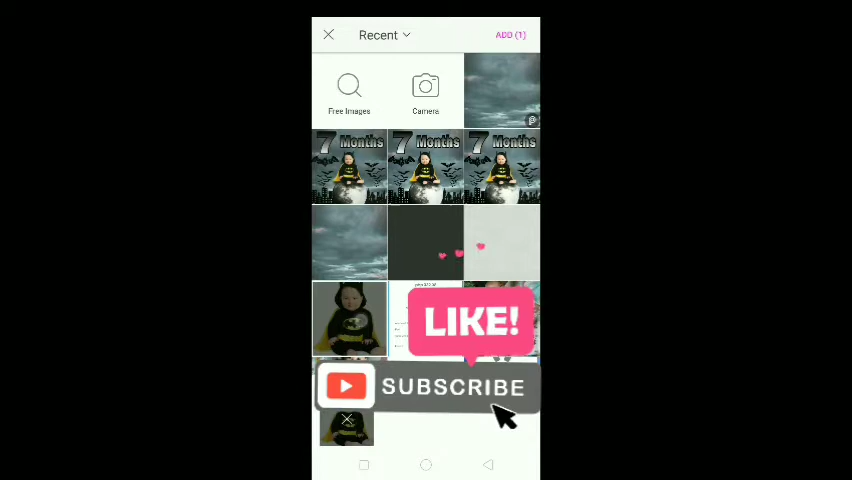 Recent
ADD (1)
Free Images
Camera
7 Months
7 Months
7 Months
LIKE!
SUBSCRIBE